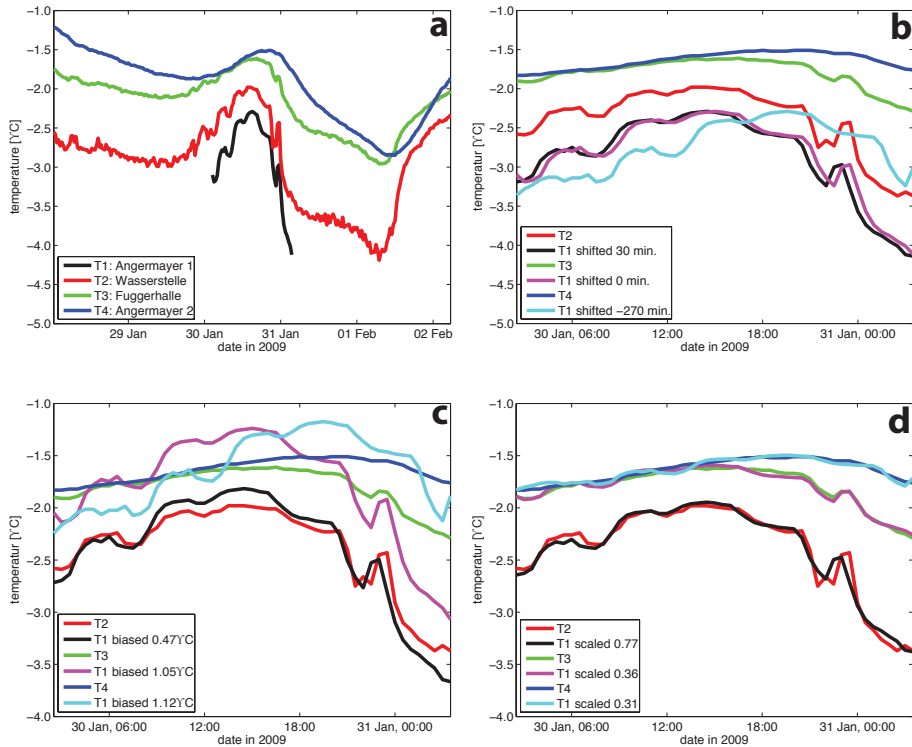 a
−1.0
−1.5
−2.0
−2.5
−3.0
−3.5
−4.0
−4.5
−5.0
temperature [ϒC]
T1: Angermayer 1
T2: Wasserstelle
T3: Fuggerhalle
T4: Angermayer 2
29 Jan
30 Jan
31 Jan
01 Feb
02 Feb
date in 2009
b
−1.0
−1.5
−2.0
−2.5
−3.0
−3.5
−4.0
−4.5
−5.0
temperatur [ϒC]
T2
T1 shifted 30 min.
T3
T1 shifted 0 min.
T4
T1 shifted −270 min.
30 Jan, 06:00
12:00
18:00
31 Jan, 00:00
date in 2009
c
−1.0
−1.5
−2.0
−2.5
−3.0
−3.5
−4.0
temperatur [ϒC]
T2
T1 biased 0.47ϒC
T3
T1 biased 1.05ϒC
T4
T1 biased 1.12ϒC
30 Jan, 06:00
12:00
18:00
31 Jan, 00:00
date in 2009
d
−1.0
−1.5
−2.0
−2.5
−3.0
−3.5
−4.0
temperatur [ϒC]
T2
T1 scaled 0.77
T3
T1 scaled 0.36
T4
T1 scaled 0.31
30 Jan, 06:00
12:00
18:00
31 Jan, 00:00
date in 2009